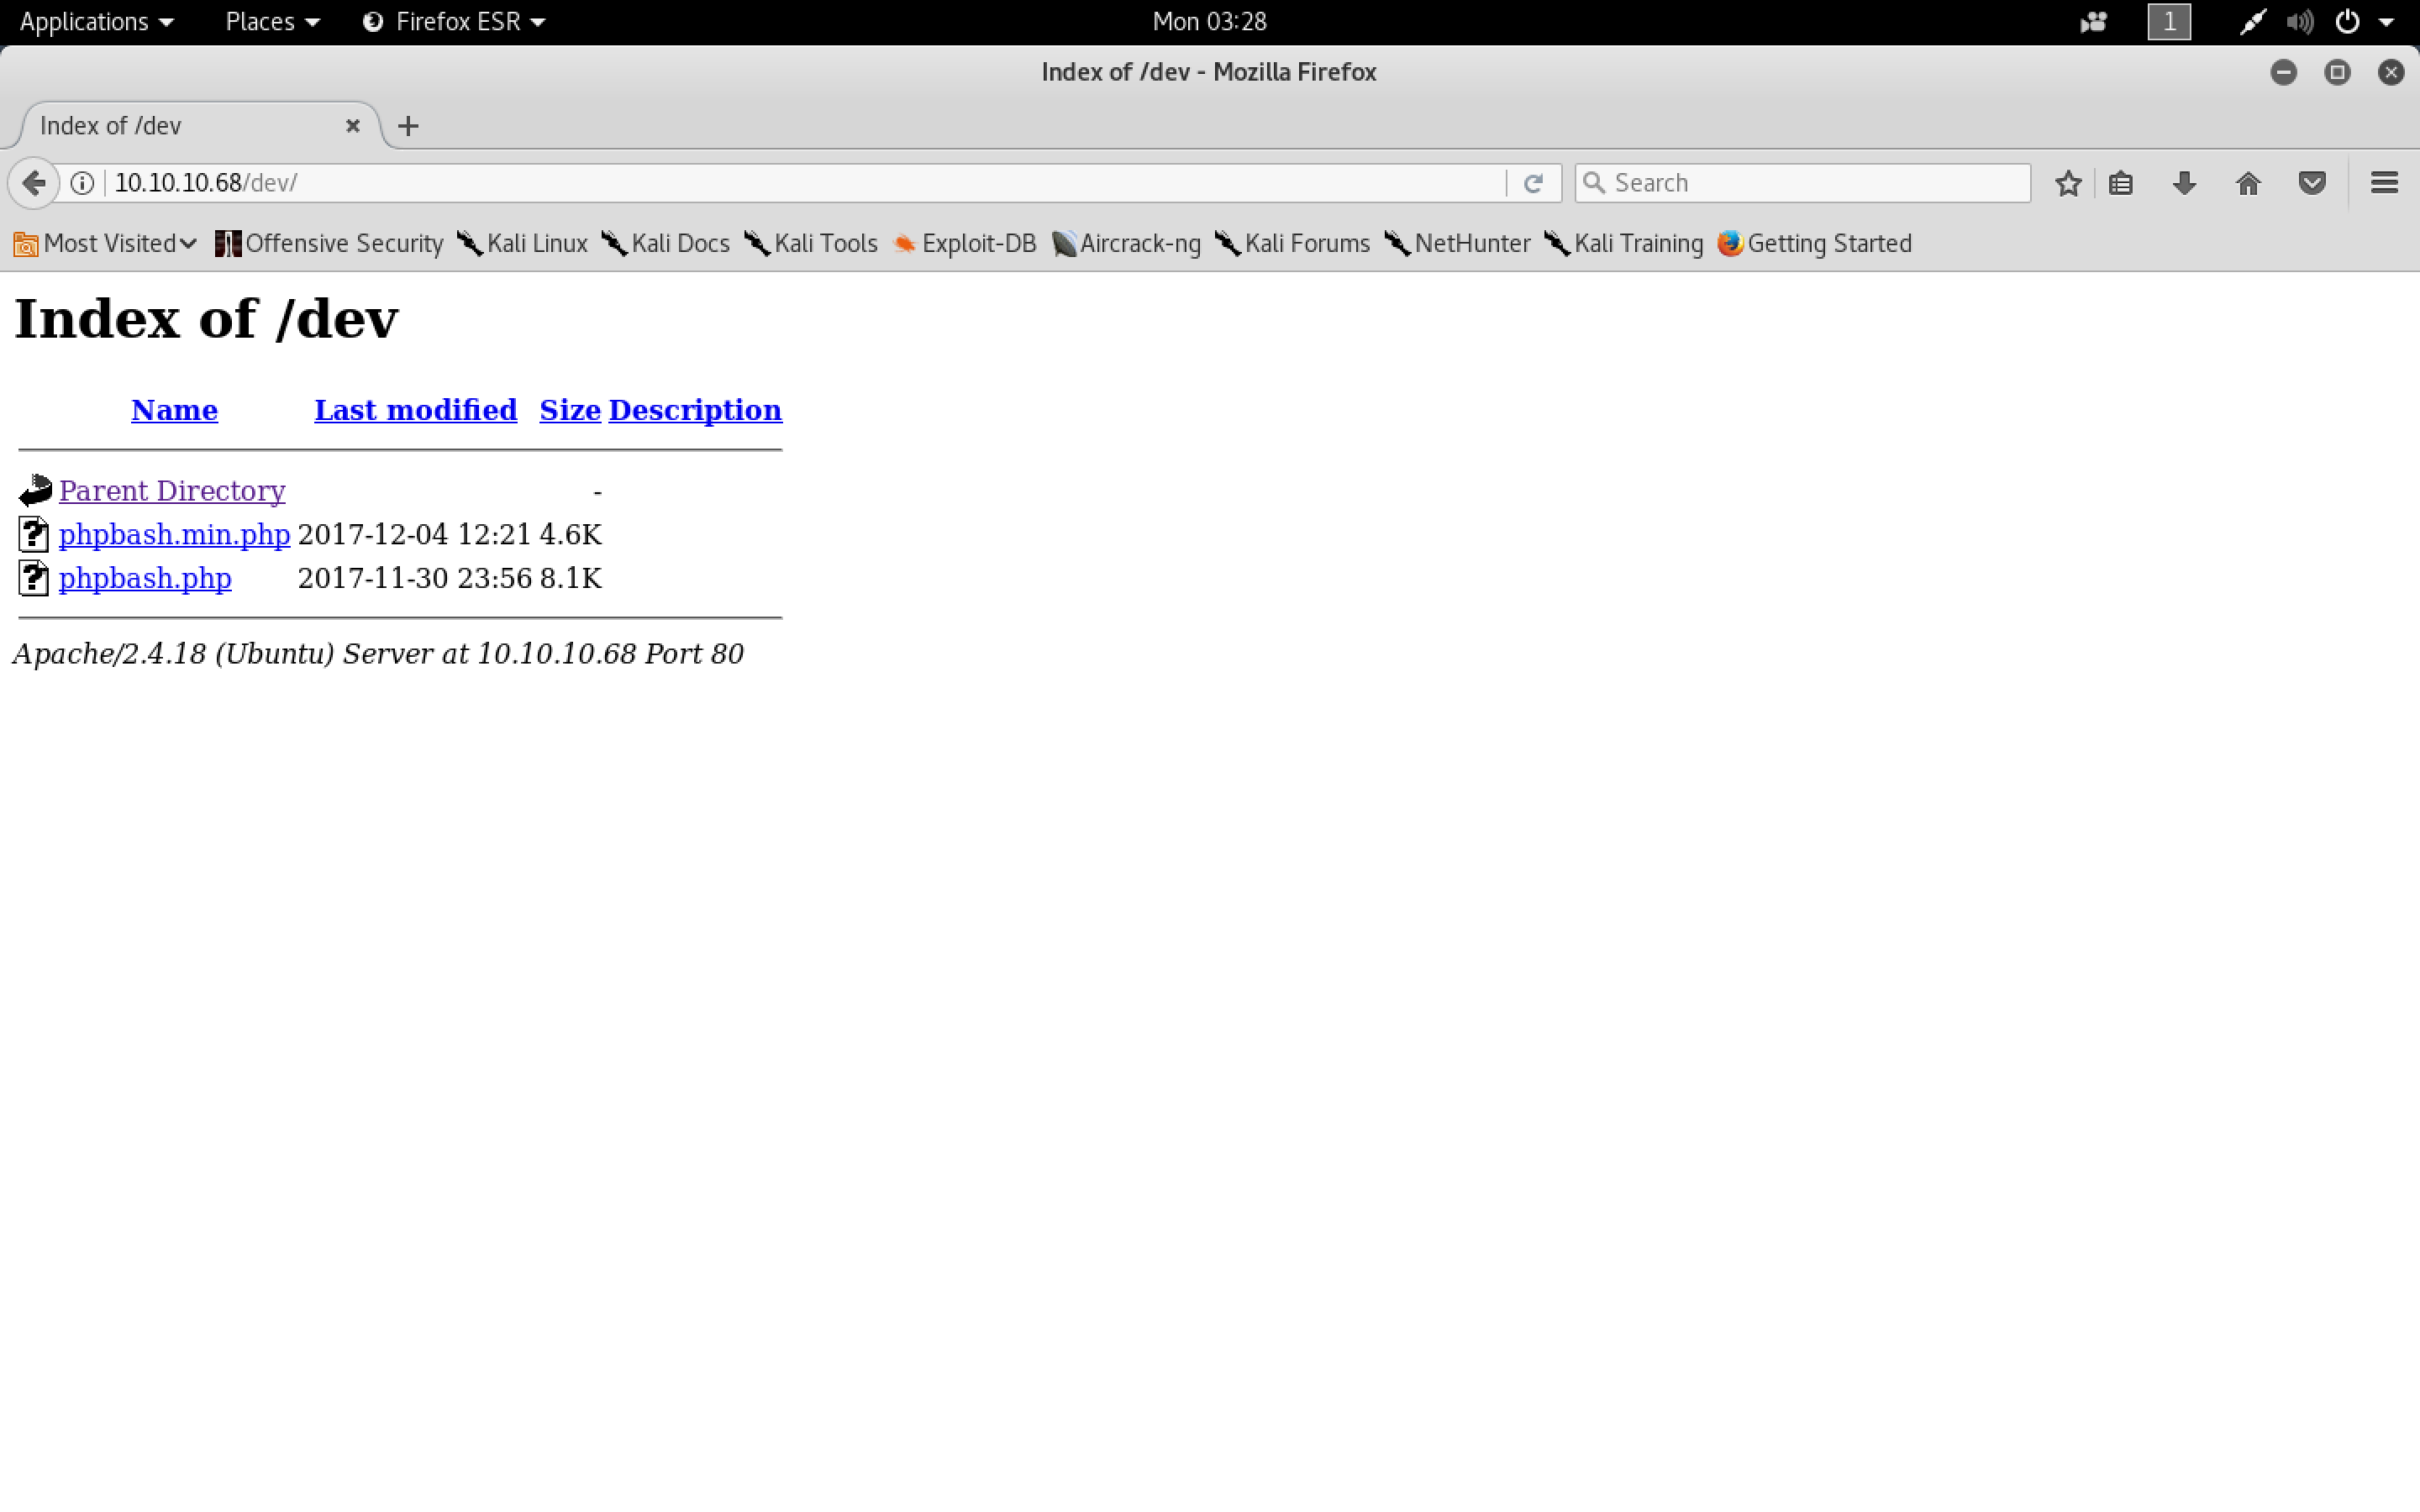 Applications Places Firefox ESR Mon 03:28 1
Index of /dev - Mozilla Firefox
Index of /dev
10.10.10.68/dev/ Search
Most Visited Offensive Security Kali Linux Kali Docs Kali Tools Exploit-DB Aircrack-ng Kali Forums NetHunter Kali Training Getting Started
Index of /dev
Name Last modified Size Description
Parent Directory -
phpbash.min.php 2017-12-04 12:21 4.6K
phpbash.php 2017-11-30 23:56 8.1K
Apache/2.4.18 (Ubuntu) Server at 10.10.10.68 Port 80